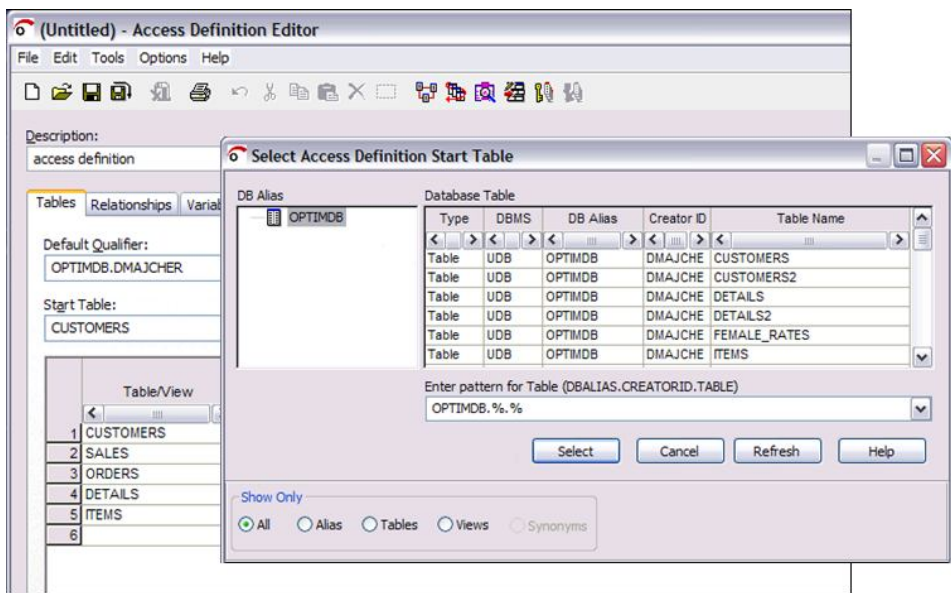 (Untitled) - Access Definition Editor
File Edit Tools Options Help
Description:
access definition
Tables Relationships
Default Qualifier:
OPTIMDB.DMAJCHER
Start Table:
CUSTOMERS
Table/View
1 CUSTOMERS
2 SALES
3 ORDERS
4 DETAILS
5 ITEMS
6
Select Access Definition Start Table
DB Alias
OPTIMDB
Database Table
Type DBMS DB Alias Creator ID Table Name
Table UDB OPTIMDB DMAJCHE CUSTOMERS
Table UDB OPTIMDB DMAJCHE CUSTOMERS2
Table UDB OPTIMDB DMAJCHE DETAILS
Table UDB OPTIMDB DMAJCHE DETAILS2
Table UDB OPTIMDB DMAJCHE FEMALE_RATES
Table UDB OPTIMDB DMAJCHE ITEMS
Enter pattern for Table (DBALIAS.CREATORID.TABLE)
OPTIMDB.%.%
Select Cancel Refresh Help
Show Only
All Alias Tables Views Synonyms